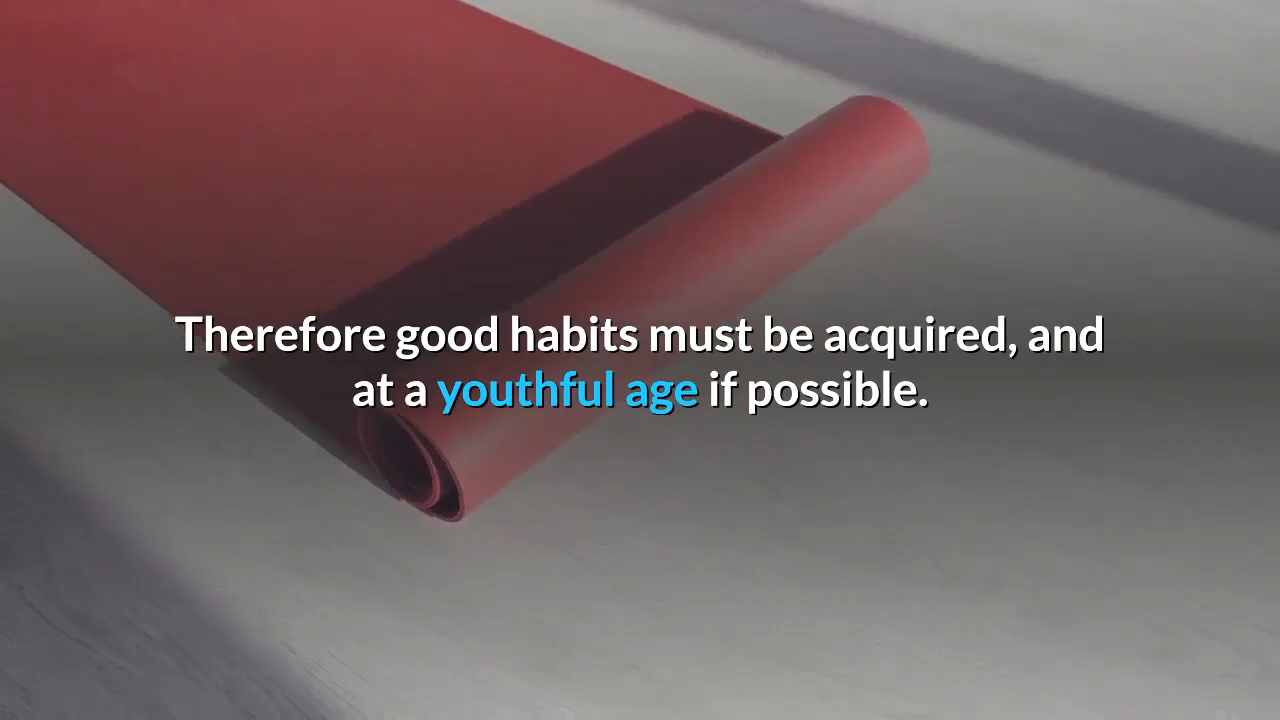 Therefore good habits must be acquired, and
at a youthful age if possible.